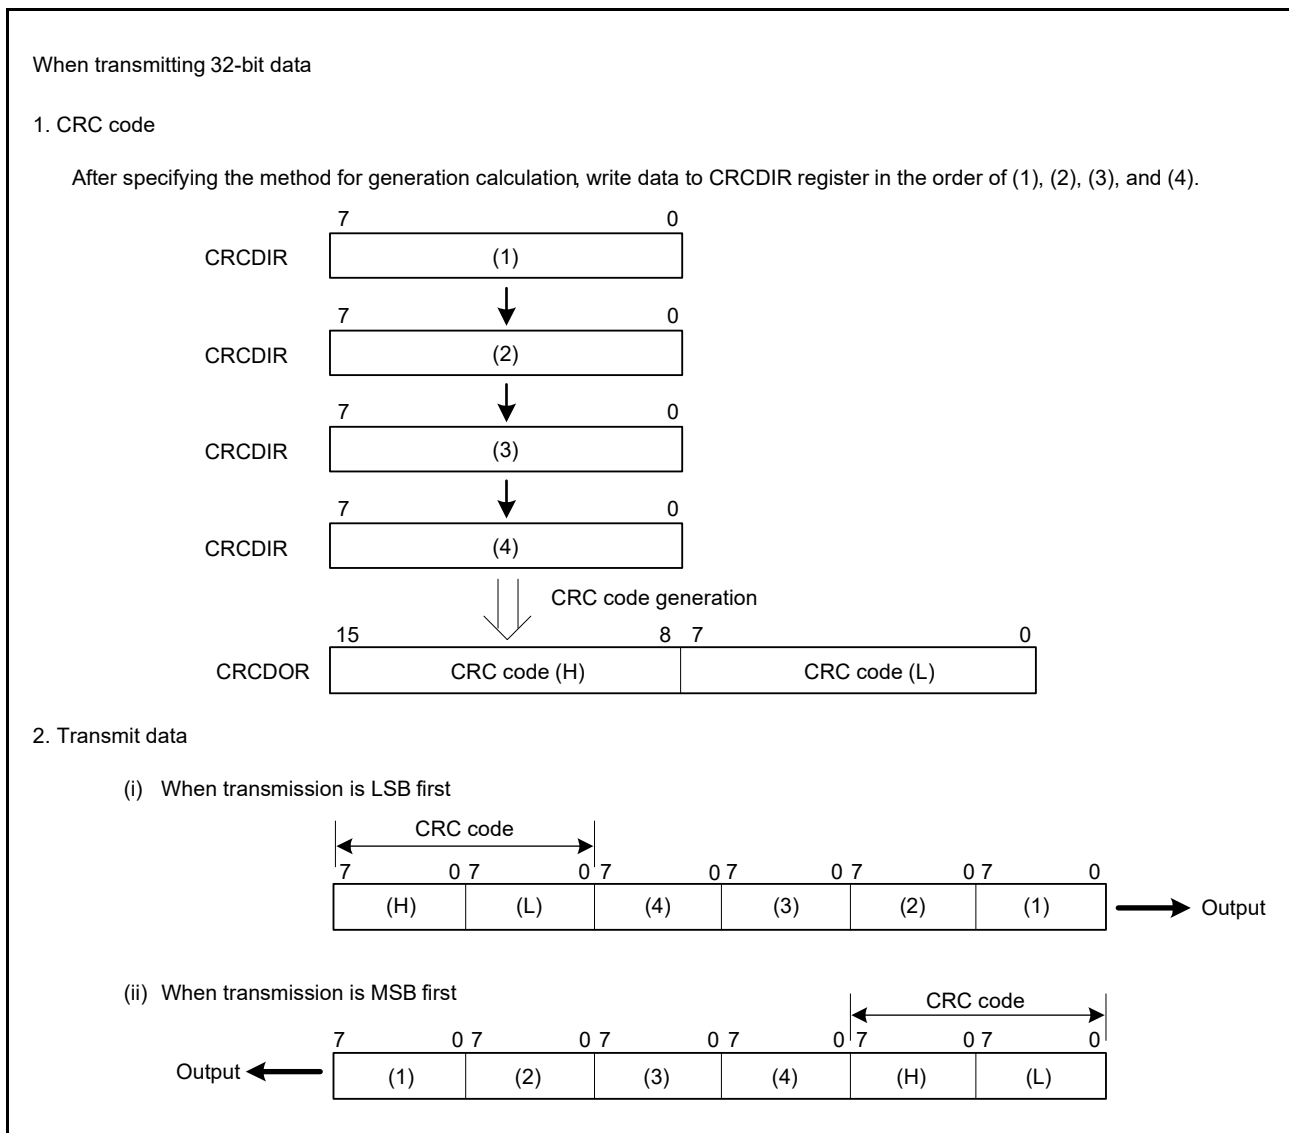 When transmitting 32-bit data
1. CRC code
After specifying the method for generation calculation, write data to CRCDIR register in the order of (1), (2), (3), and (4).
7 0
CRCDIR (1)
7 0
CRCDIR (2)
7 0
CRCDIR (3)
7 0
CRCDIR (4)
CRC code generation
15 8 7 0
CRCDOR CRC code (H) CRC code (L)
2. Transmit data
(i) When transmission is LSB first
CRC code
7 0 7 0 7 0 7 0 7 0 7 0
(H) (L) (4) (3) (2) (1) Output
(ii) When transmission is MSB first
CRC code
7 0 7 0 7 0 7 0 7 0 7 0
Output (1) (2) (3) (4) (H) (L)